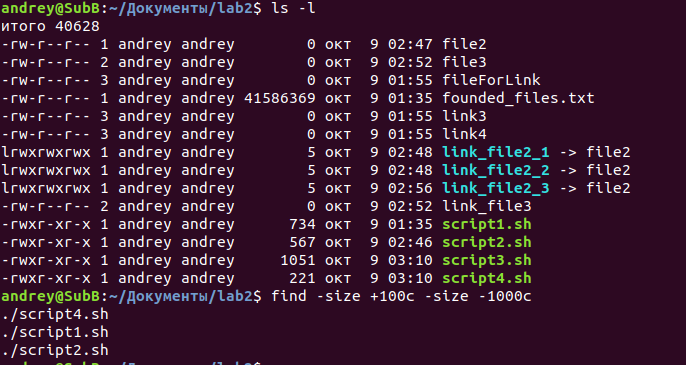 andrey@SubB:~/Документы/lab2$ ls -l
итого 40628
-rw-r--r-- 1 andrey andrey        0 окт  9 02:47 file2
-rw-r--r-- 2 andrey andrey        0 окт  9 02:52 file3
-rw-r--r-- 3 andrey andrey        0 окт  9 01:55 fileForLink
-rw-r--r-- 1 andrey andrey 41586369 окт  9 01:35 founded_files.txt
-rw-r--r-- 3 andrey andrey        0 окт  9 01:55 link3
-rw-r--r-- 3 andrey andrey        0 окт  9 01:55 link4
lrwxrwxrwx 1 andrey andrey        5 окт  9 02:48 link_file2_1 -> file2
lrwxrwxrwx 1 andrey andrey        5 окт  9 02:48 link_file2_2 -> file2
lrwxrwxrwx 1 andrey andrey        5 окт  9 02:56 link_file2_3 -> file2
-rw-r--r-- 2 andrey andrey        0 окт  9 02:52 link_file3
-rwxr-xr-x 1 andrey andrey      734 окт  9 01:35 script1.sh
-rwxr-xr-x 1 andrey andrey      567 окт  9 02:46 script2.sh
-rwxr-xr-x 1 andrey andrey     1051 окт  9 03:10 script3.sh
-rwxr-xr-x 1 andrey andrey      221 окт  9 03:10 script4.sh
andrey@SubB:~/Документы/lab2$ find -size +100c -size -1000c
./script4.sh
./script1.sh
./script2.sh
andrey@SubB:~/Документы/lab2$